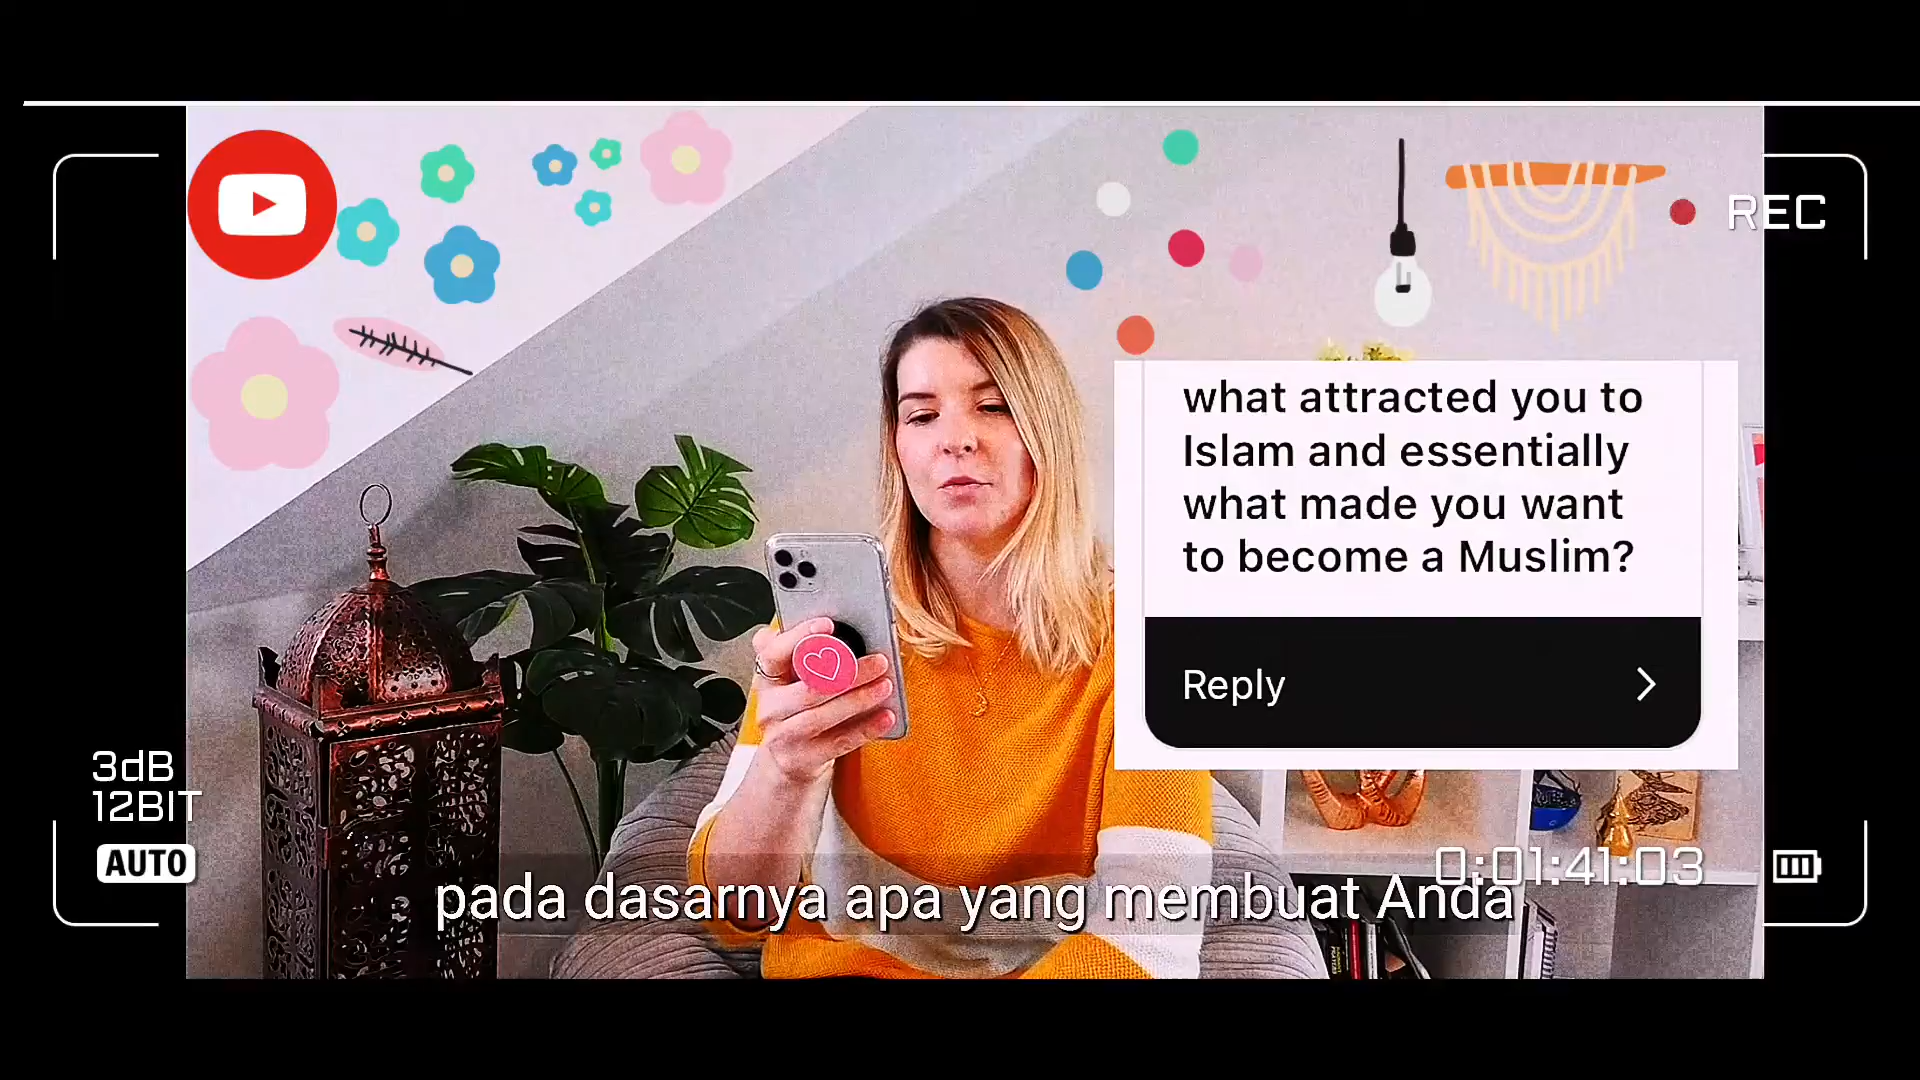 REC
what attracted you to
Islam and essentially
what made you want
to become a Muslim?
Reply
3dB
12BIT
AUTO
0:01:41:03
pada dasarnya apa yang membuat Anda